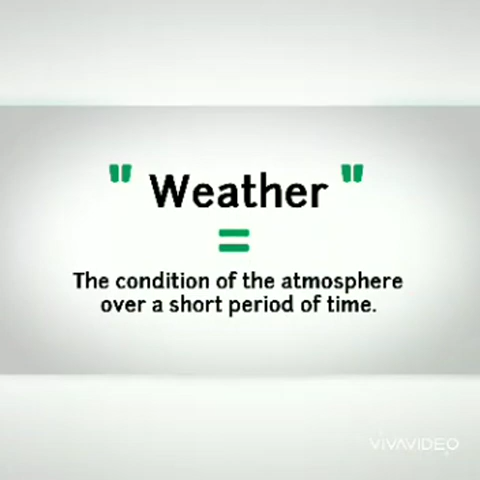 " Weather "
=
The condition of the atmosphere
over a short period of time.
VIVAVIDEO